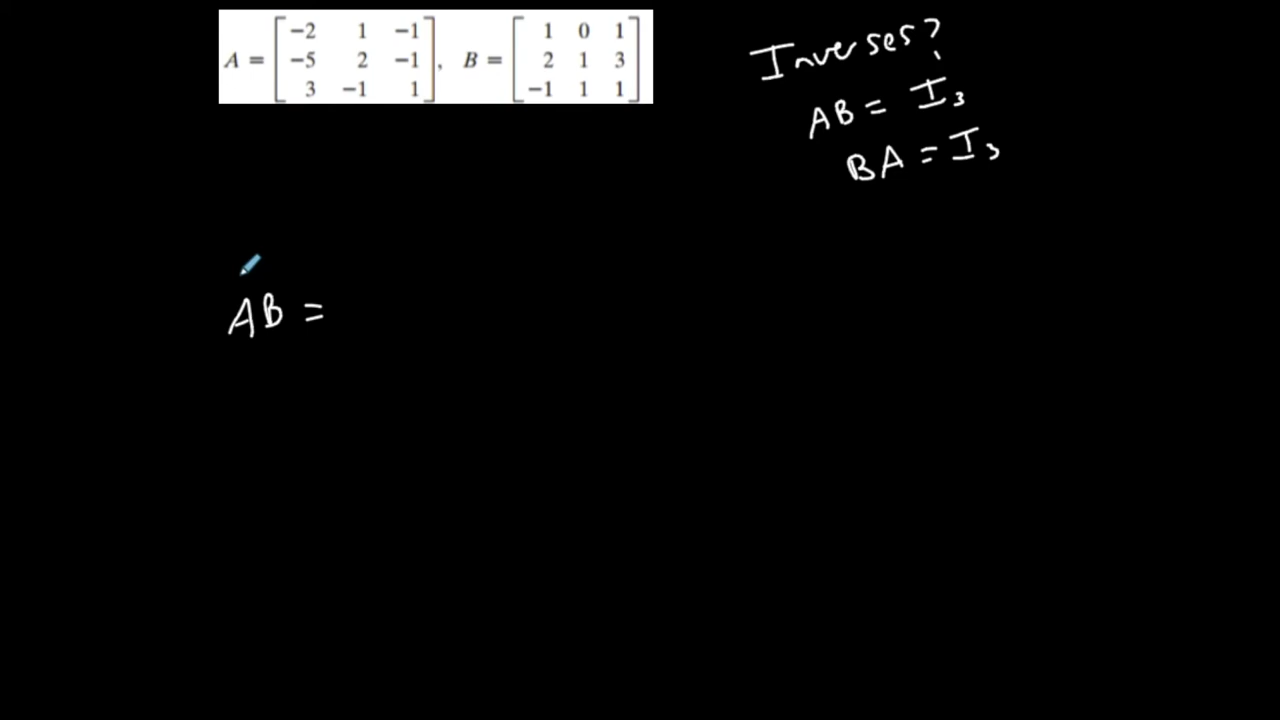 A = [ −2 1 −1 ; −5 2 −1 ; 3 −1 1 ], B = [ 1 0 1 ; 2 1 3 ; −1 1 1 ]
Inverses?
AB = I₃
BA = I₃
AB =